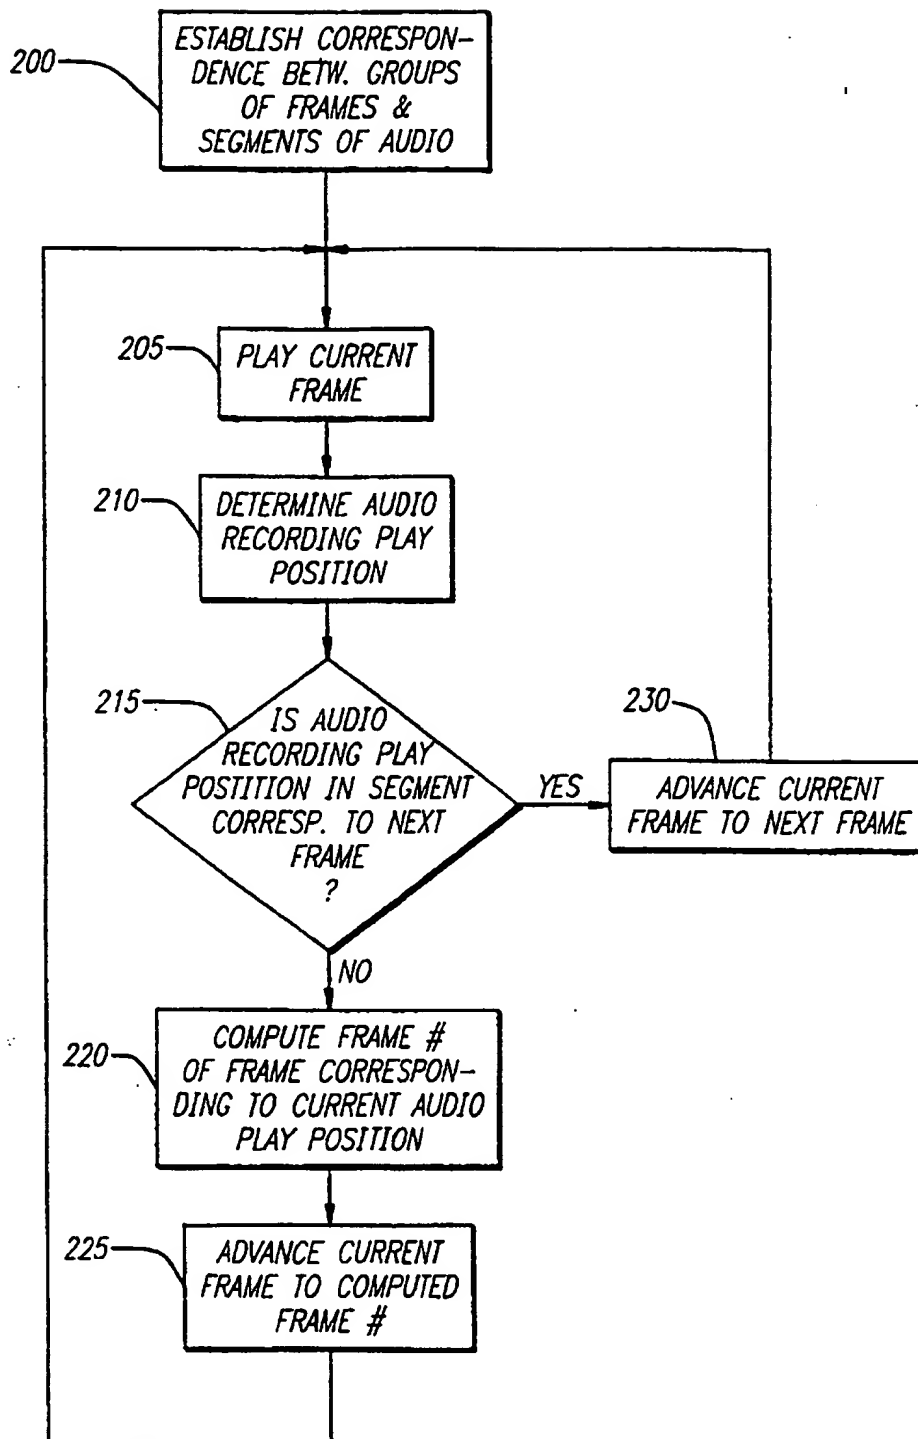 200
ESTABLISH CORRESPON-
DENCE BETW. GROUPS
OF FRAMES &
SEGMENTS OF AUDIO
205
PLAY CURRENT
FRAME
210
DETERMINE AUDIO
RECORDING PLAY
POSITION
215
IS AUDIO
RECORDING PLAY
POSTITION IN SEGMENT
CORRESP. TO NEXT
FRAME
?
YES
230
ADVANCE CURRENT
FRAME TO NEXT FRAME
NO
220
COMPUTE FRAME #
OF FRAME CORRESPON-
DING TO CURRENT AUDIO
PLAY POSITION
225
ADVANCE CURRENT
FRAME TO COMPUTED
FRAME #